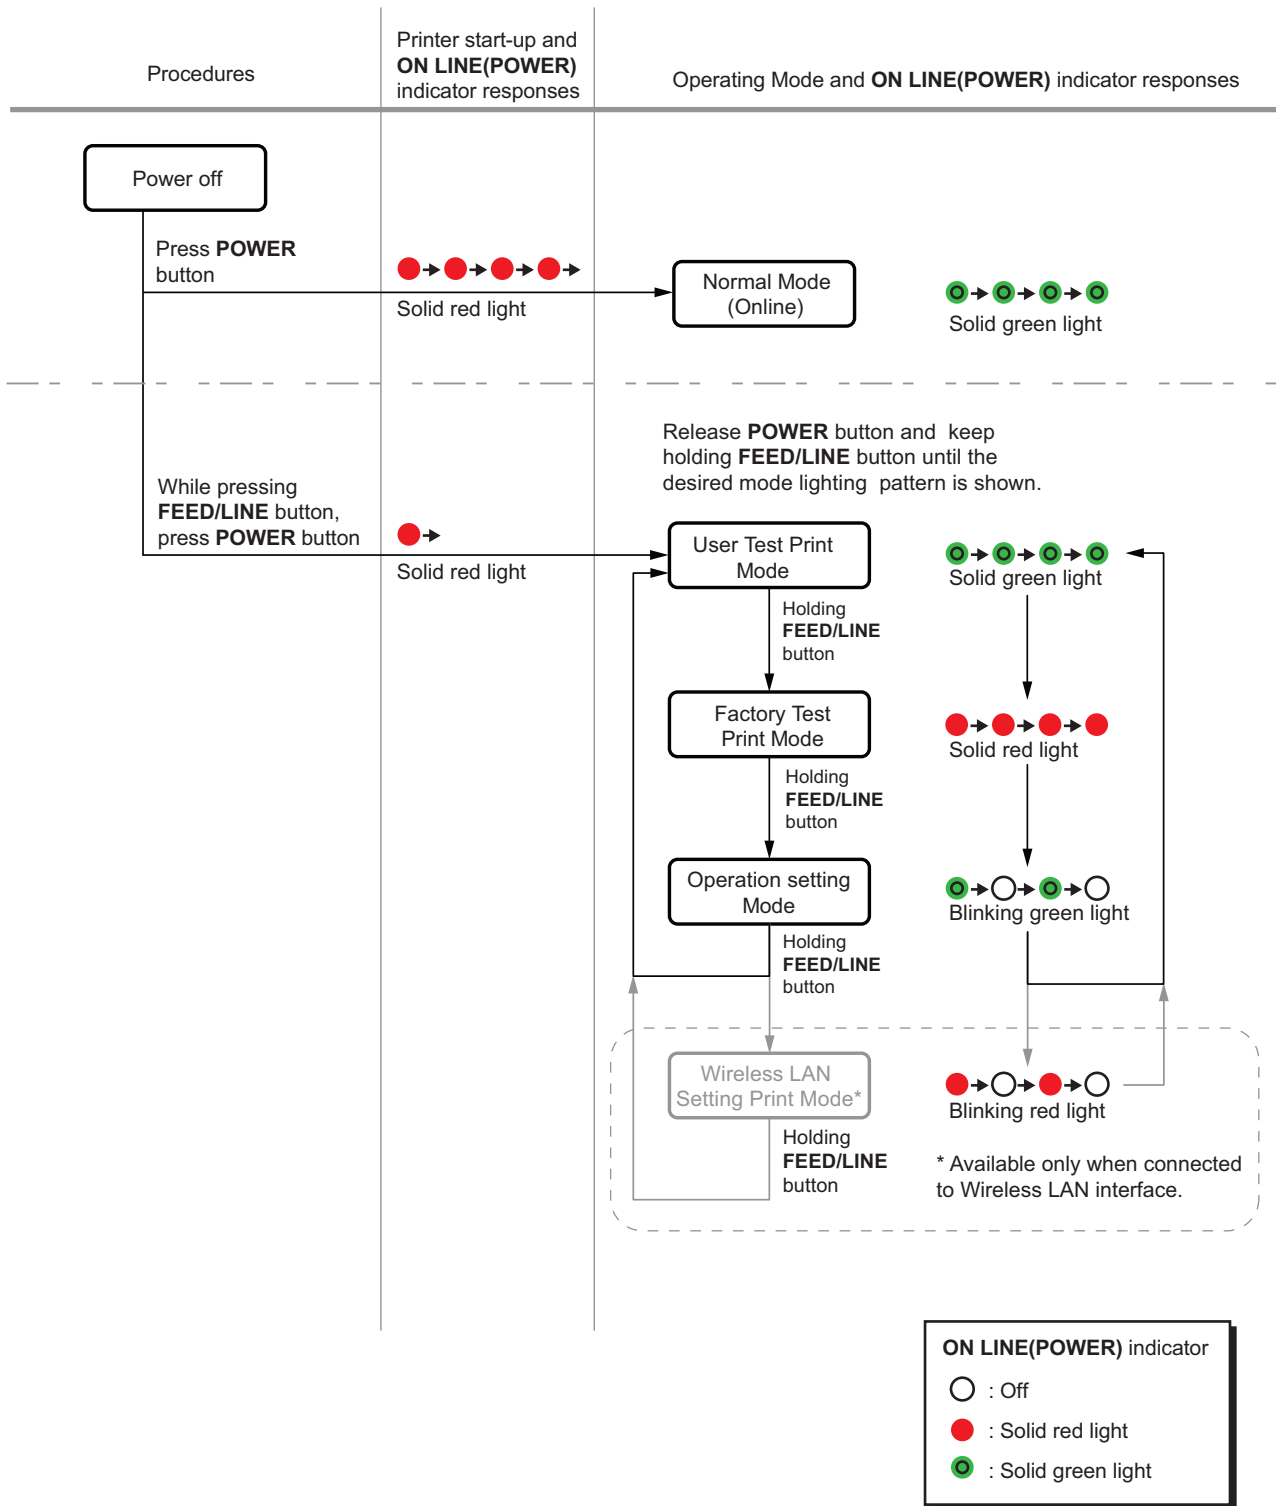 Procedures
Printer start-up and
ON LINE(POWER)
indicator responses
Operating Mode and ON LINE(POWER) indicator responses
Power off
Press POWER
button
Solid red light
Normal Mode
(Online)
Solid green light
Release POWER button and keep
holding FEED/LINE button until the
desired mode lighting pattern is shown.
While pressing
FEED/LINE button,
press POWER button
Solid red light
User Test Print
Mode
Solid green light
Holding
FEED/LINE
button
Factory Test
Print Mode
Solid red light
Holding
FEED/LINE
button
Operation setting
Mode
Blinking green light
Holding
FEED/LINE
button
Wireless LAN
Setting Print Mode*
Blinking red light
Holding
FEED/LINE
button
* Available only when connected
to Wireless LAN interface.
ON LINE(POWER) indicator
: Off
: Solid red light
: Solid green light